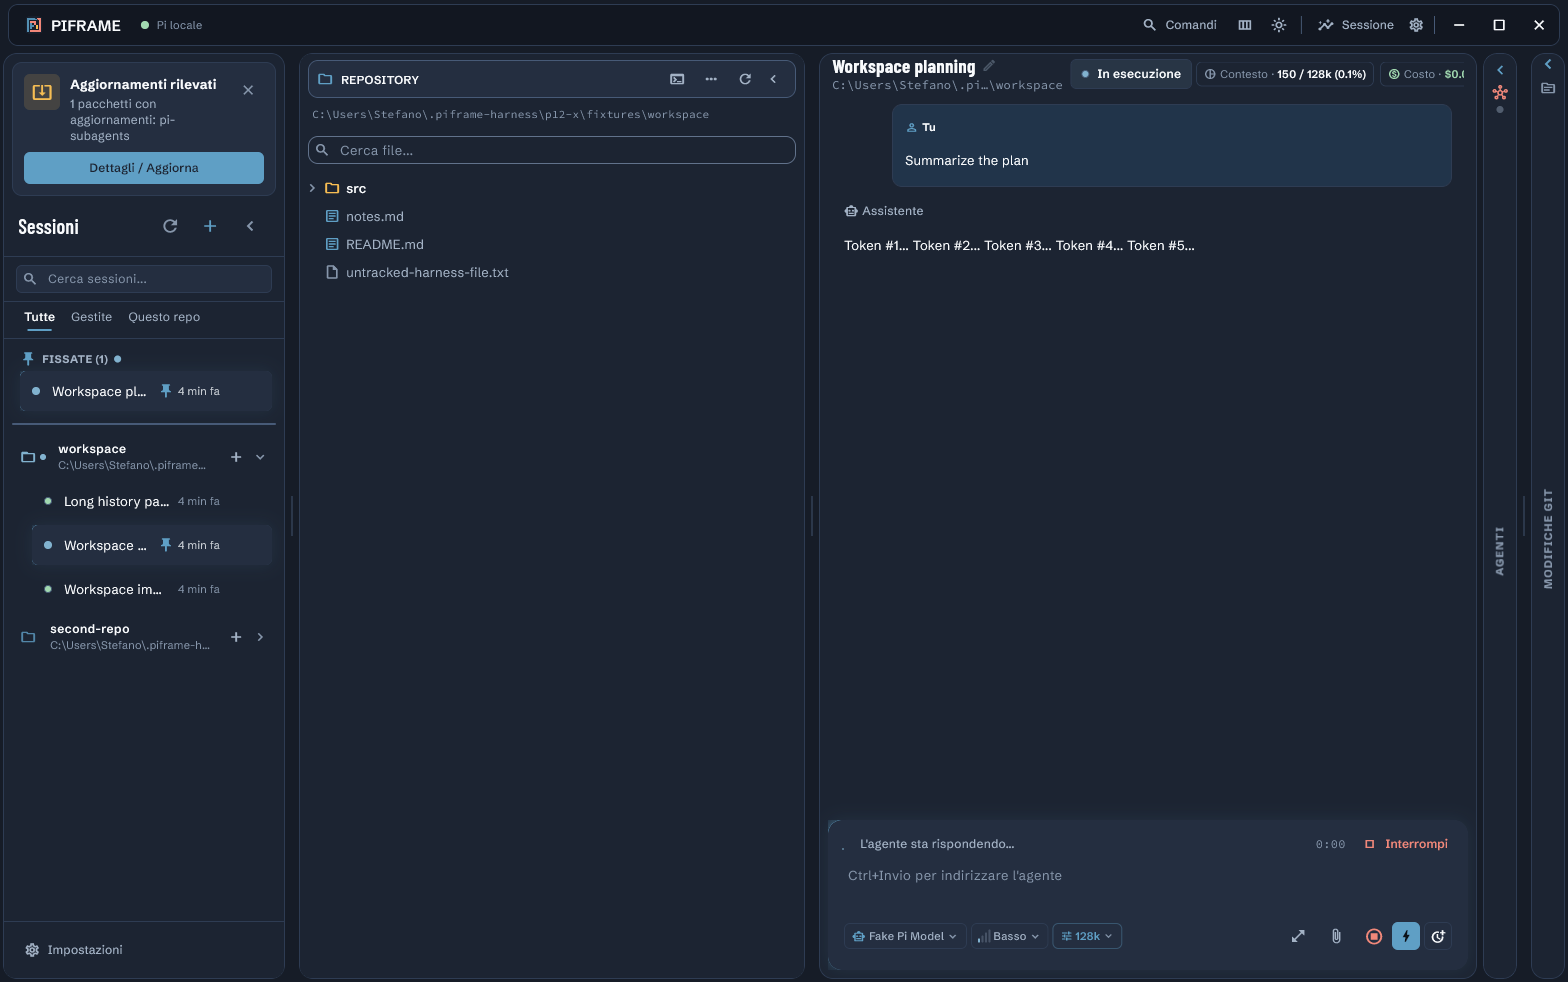 PIFRAME
Pi locale
Comandi
Sessione
Aggiornamenti rilevati
1 pacchetti con
aggiornamenti: pi-
subagents
Dettagli / Aggiorna
Sessioni
Cerca sessioni...
Tutte
Gestite
Questo repo
FISSATE (1)
Workspace pl...
4 min fa
workspace
C:\Users\Stefano\.piframe...
Long history pa...
4 min fa
Workspace ...
4 min fa
Workspace im...
4 min fa
second-repo
C:\Users\Stefano\.piframe-h...
Impostazioni
REPOSITORY
C:\Users\Stefano\.piframe-harness\p12-x\fixtures\workspace
Cerca file...
src
notes.md
README.md
untracked-harness-file.txt
Workspace planning
C:\Users\Stefano\.pi…\workspace
In esecuzione
Contesto · 150 / 128k (0.1%)
Costo · $0.0
Tu
Summarize the plan
Assistente
Token #1... Token #2... Token #3... Token #4... Token #5...
L'agente sta rispondendo...
0:00
Interrompi
Ctrl+Invio per indirizzare l'agente
Fake Pi Model
Basso
128k
AGENTI
MODIFICHE GIT